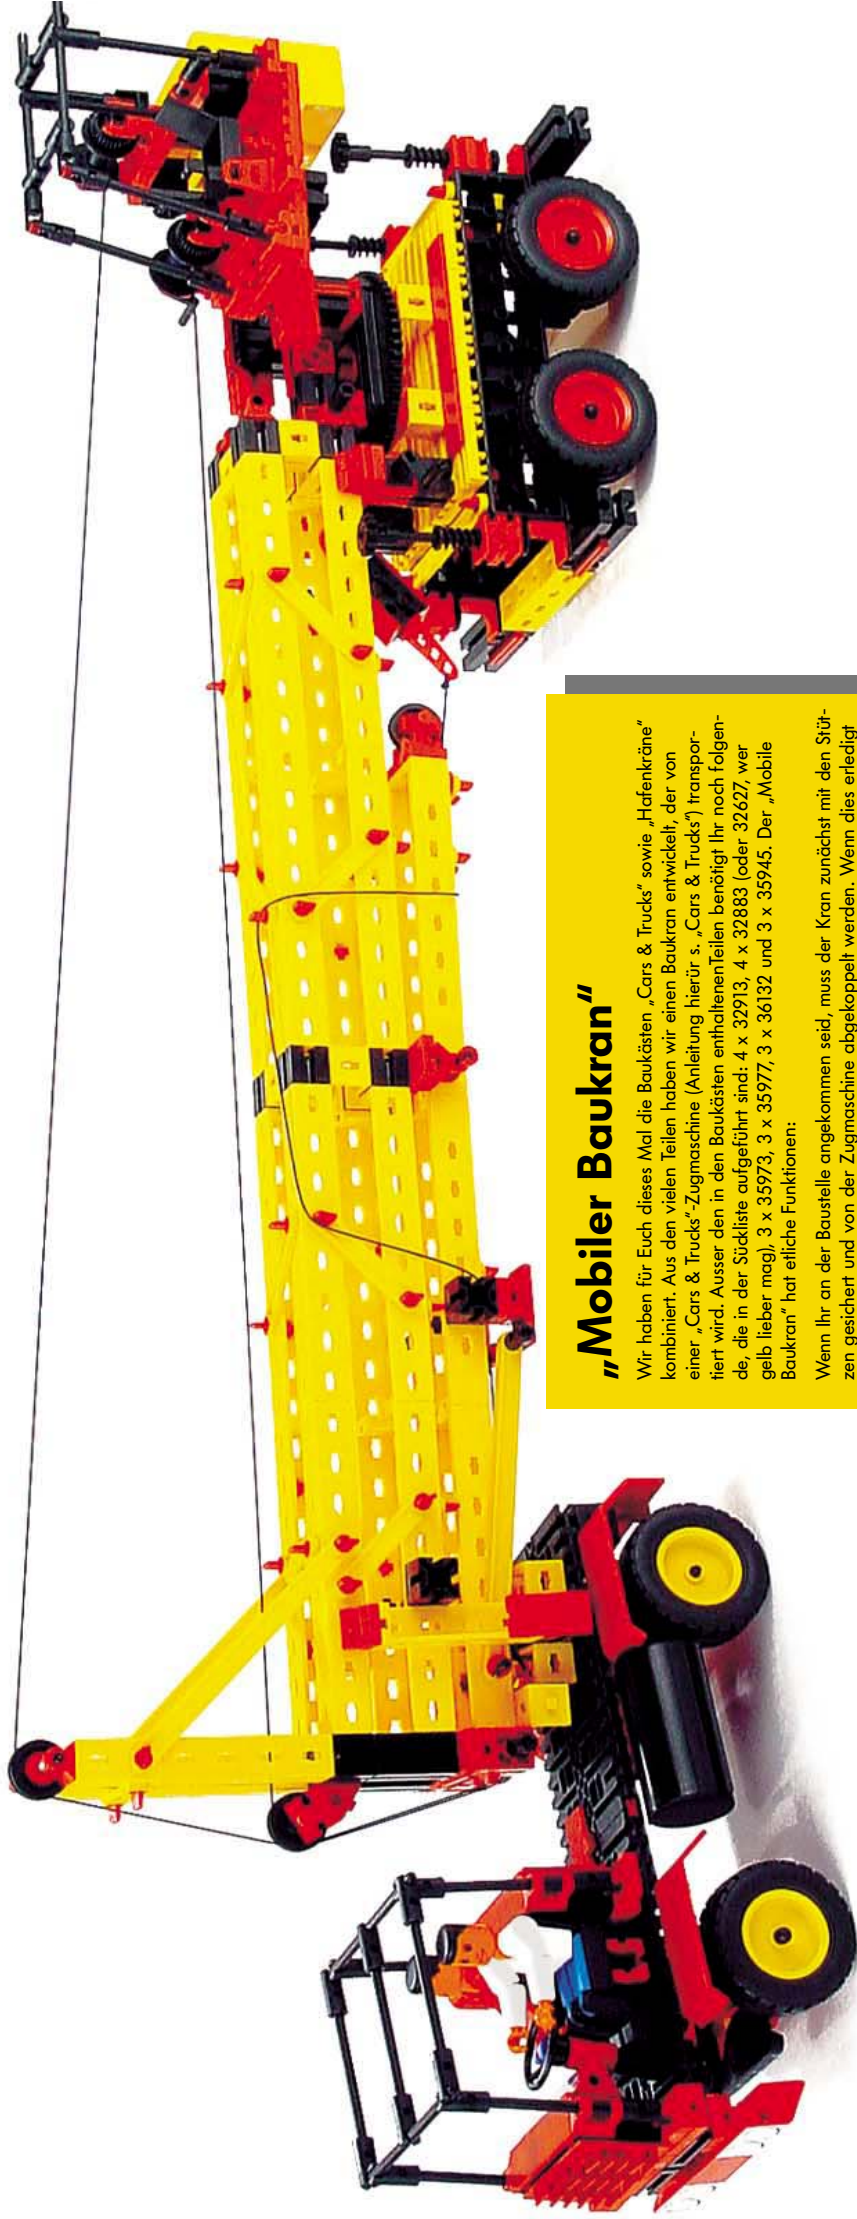 „Mobiler Baukran“
Wir haben für Euch dieses Mal die Baukästen „Cars & Trucks“ sowie „Hafenkräne“
kombiniert. Aus den vielen Teilen haben wir einen Baukran entwickelt, der von
einer „Cars & Trucks“-Zugmaschine (Anleitung hierür s. „Cars & Trucks“) transpor-
tiert wird. Ausser den in den Baukästen enthaltenenTeilen benötigt Ihr noch folgen-
de, die in der Sückliste aufgeführt sind: 4 x 32913, 4 x 32883 (oder 32627, wer
gelb lieber mag), 3 x 35973, 3 x 35977, 3 x 36132 und 3 x 35945. Der „Mobile
Baukran“ hat etliche Funktionen:
Wenn Ihr an der Baustelle angekommen seid, muss der Kran zunächst mit den Stüt-
zen gesichert und von der Zugmaschine abgekoppelt werden. Wenn dies erledigt